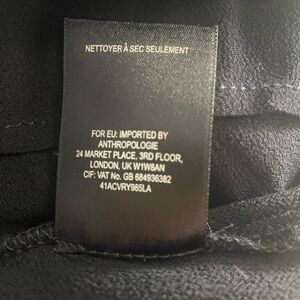 NETTOYER À SEC SEULEMENT
FOR EU: IMPORTED BY
ANTHROPOLOGIE
24 MARKET PLACE, 3RD FLOOR,
LONDON. UK W1W8AN
CIF: VAT No. GB 684936382
41ACVRY985LA